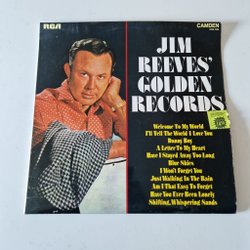 RCA
CAMDEN
JIM
REEVES'
GOLDEN
RECORDS
Welcome To My World
I'll Tell The World I Love You
Danny Boy
A Letter To My Heart
Have I Stayed Away Too Long
Blue Skies
I Won't Forget You
Just Walking In The Rain
Am I That Easy To Forget
Have You Ever Been Lonely
Shifting, Whispering Sands